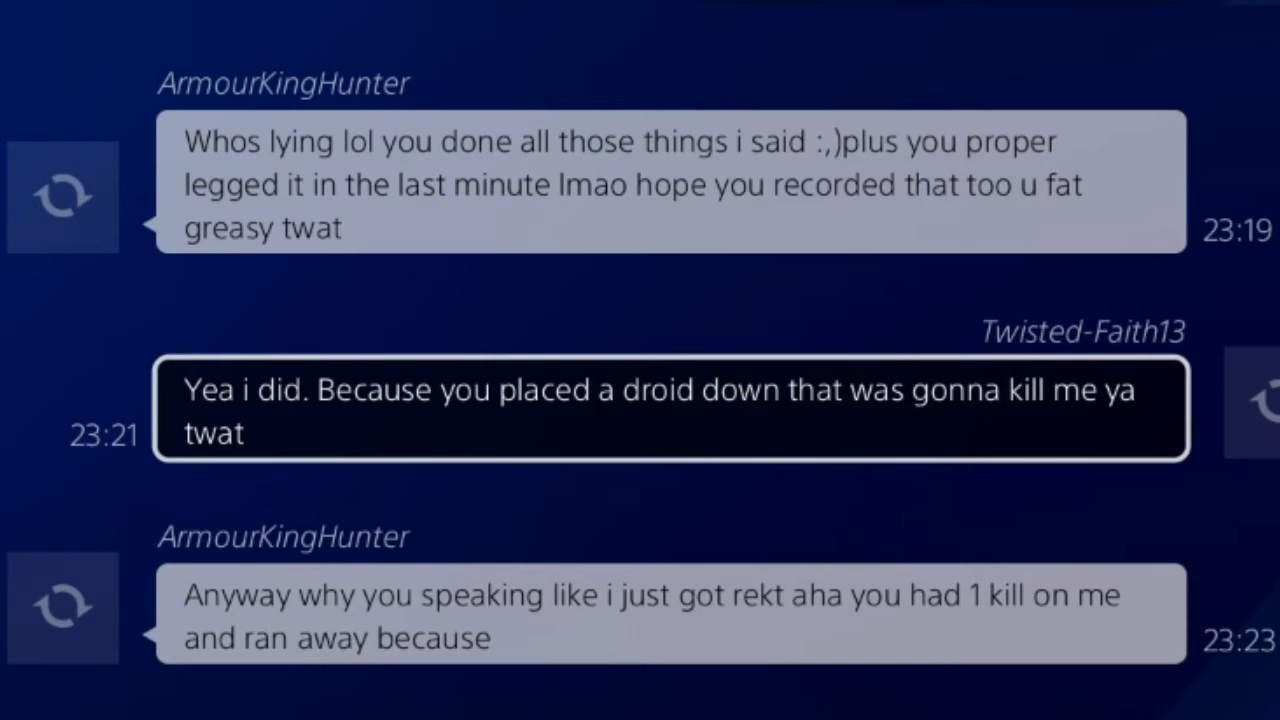 ArmourKingHunter
Whos lying lol you done all those things i said :,)plus you proper
legged it in the last minute lmao hope you recorded that too u fat
greasy twat
23:19
Twisted-Faith13
Yea i did. Because you placed a droid down that was gonna kill me ya
twat
23:21
ArmourKingHunter
Anyway why you speaking like i just got rekt aha you had 1 kill on me
and ran away because
23:23